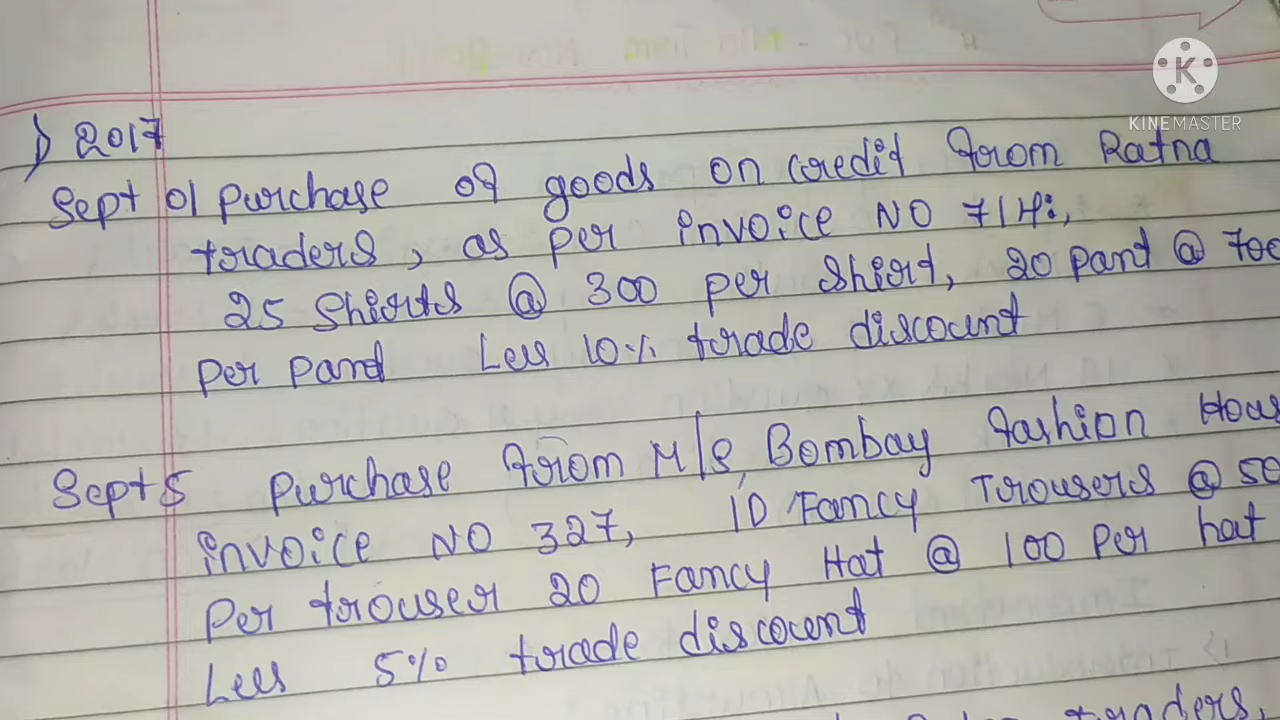 KINEMASTER
1) 2017
Sept 01 Purchase of goods on credit from Ratna
traders, as per invoice NO 714:,
25 Shirts @ 300 per Shirt, 20 pant @ 700
Per pant Less 10% trade discount
Sept 5 Purchase from M/S, Bombay fashion Hous
invoice NO 327, 10 Fancy Trousers @ 50
Per trouser 20 Fancy Hat @ 100 Per hat
Less 5% trade discount
traders,